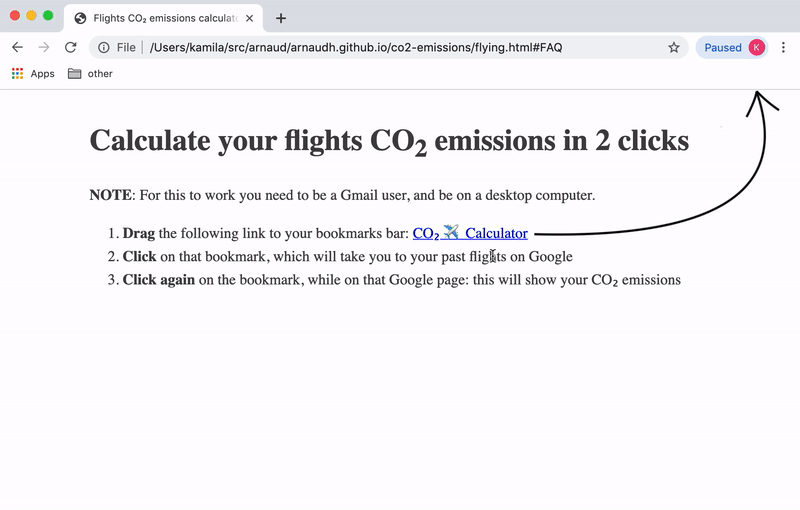 Flights CO₂ emissions calculat
File /Users/kamila/src/arnaud/arnaudh.github.io/co2-emissions/flying.html#FAQ
Paused K
Apps other
Calculate your flights CO₂ emissions in 2 clicks
NOTE: For this to work you need to be a Gmail user, and be on a desktop computer.
1. Drag the following link to your bookmarks bar: CO₂ ✈️ Calculator
2. Click on that bookmark, which will take you to your past flights on Google
3. Click again on the bookmark, while on that Google page: this will show your CO₂ emissions